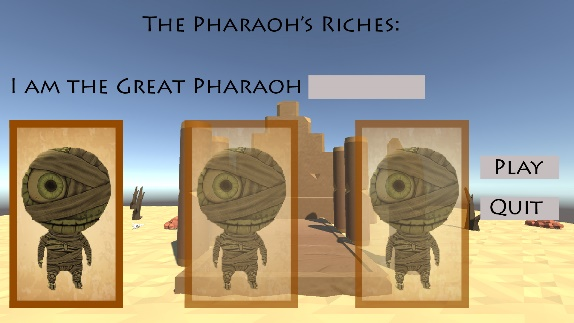 The Pharaoh's Riches:
I am the Great Pharaoh
Play
Quit